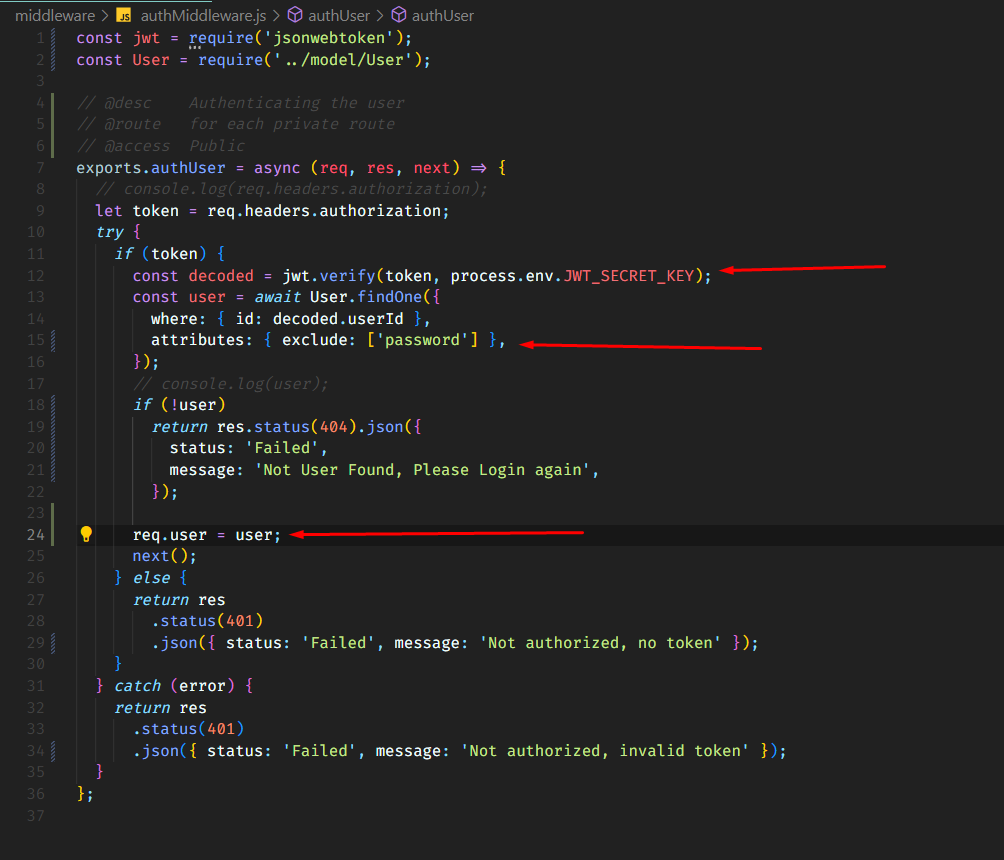 middleware > JS authMiddleware.js > authUser > authUser
1 const jwt = require('jsonwebtoken');
2 const User = require('../model/User');
3
4 // @desc    Authenticating the user
5 // @route   for each private route
6 // @access  Public
7 exports.authUser = async (req, res, next) => {
8   // console.log(req.headers.authorization);
9   let token = req.headers.authorization;
10   try {
11     if (token) {
12       const decoded = jwt.verify(token, process.env.JWT_SECRET_KEY);
13       const user = await User.findOne({
14         where: { id: decoded.userId },
15         attributes: { exclude: ['password'] },
16       });
17       // console.log(user);
18       if (!user)
19         return res.status(404).json({
20           status: 'Failed',
21           message: 'Not User Found, Please Login again',
22         });
23
24       req.user = user;
25       next();
26     } else {
27       return res
28         .status(401)
29         .json({ status: 'Failed', message: 'Not authorized, no token' });
30     }
31   } catch (error) {
32     return res
33       .status(401)
34       .json({ status: 'Failed', message: 'Not authorized, invalid token' });
35   }
36 };
37